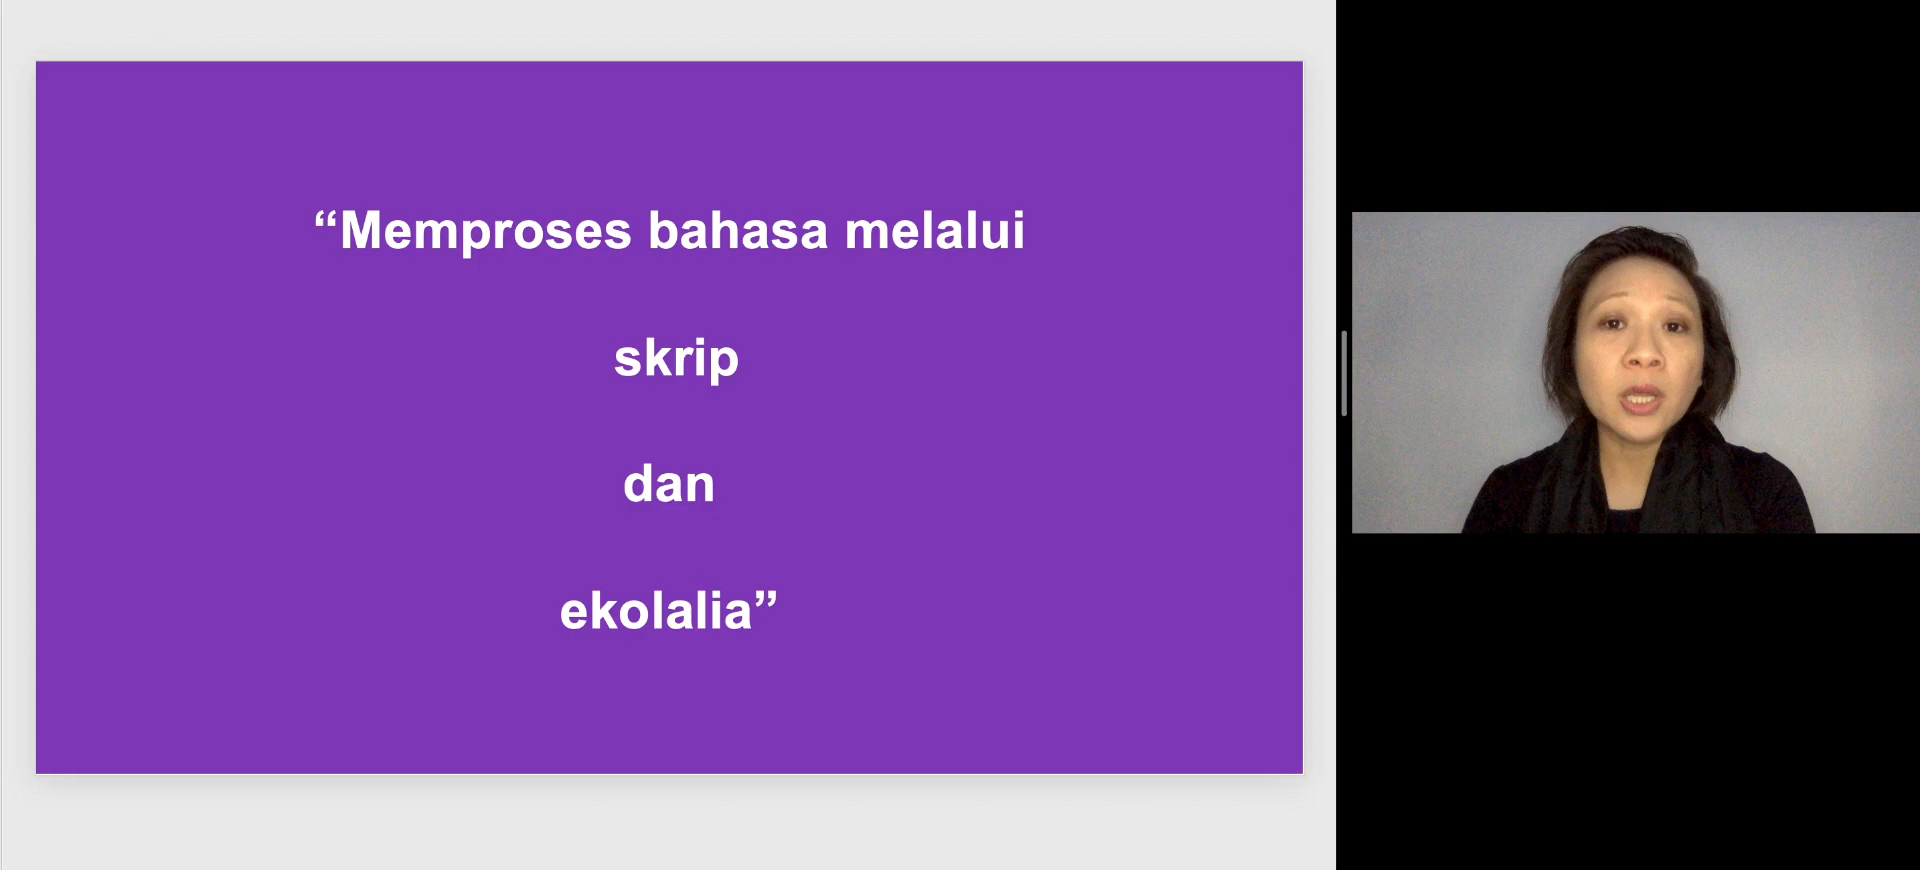 “Memproses bahasa melalui
skrip
dan
ekolalia”